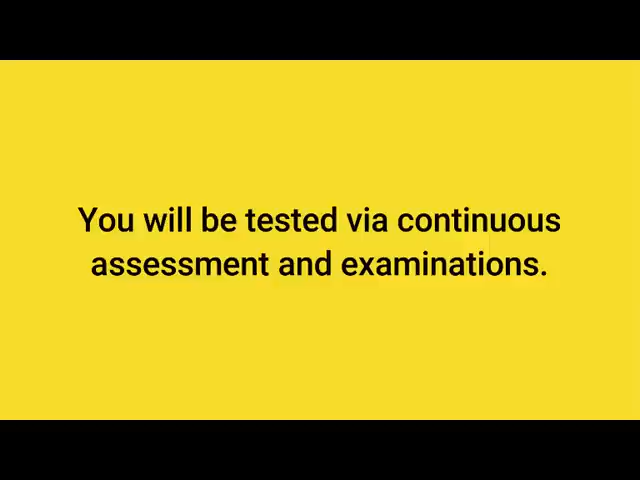 You will be tested via continuous
assessment and examinations.